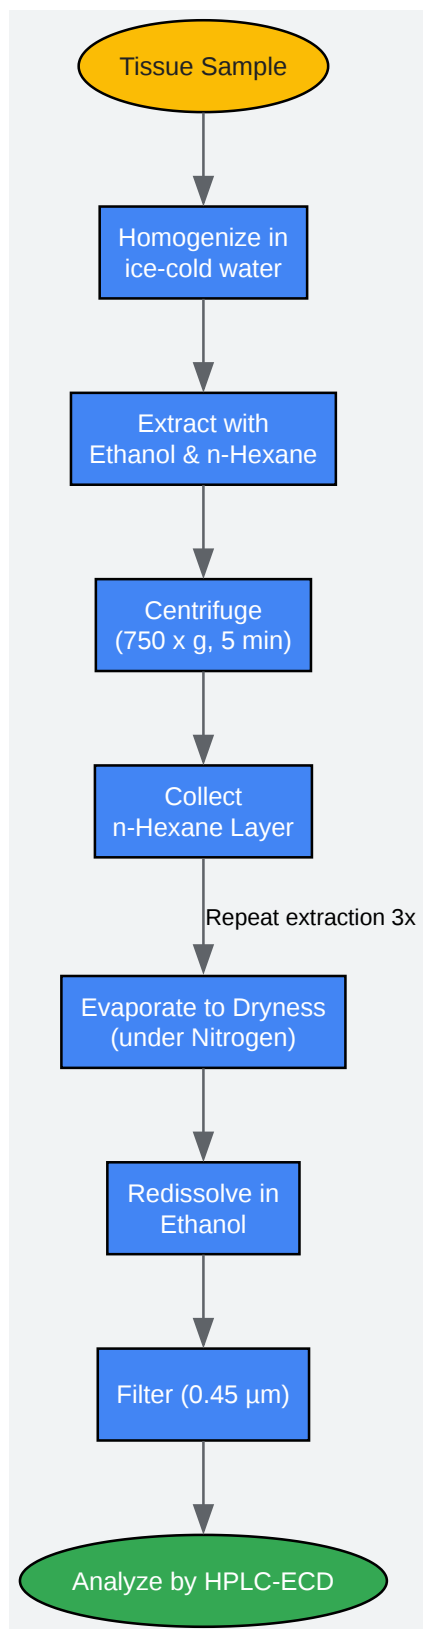 Tissue Sample
Homogenize in
ice-cold water
Extract with
Ethanol & n-Hexane
Centrifuge
(750 x g, 5 min)
Collect
n-Hexane Layer
Repeat extraction 3x
Evaporate to Dryness
(under Nitrogen)
Redissolve in
Ethanol
Filter (0.45 µm)
Analyze by HPLC-ECD